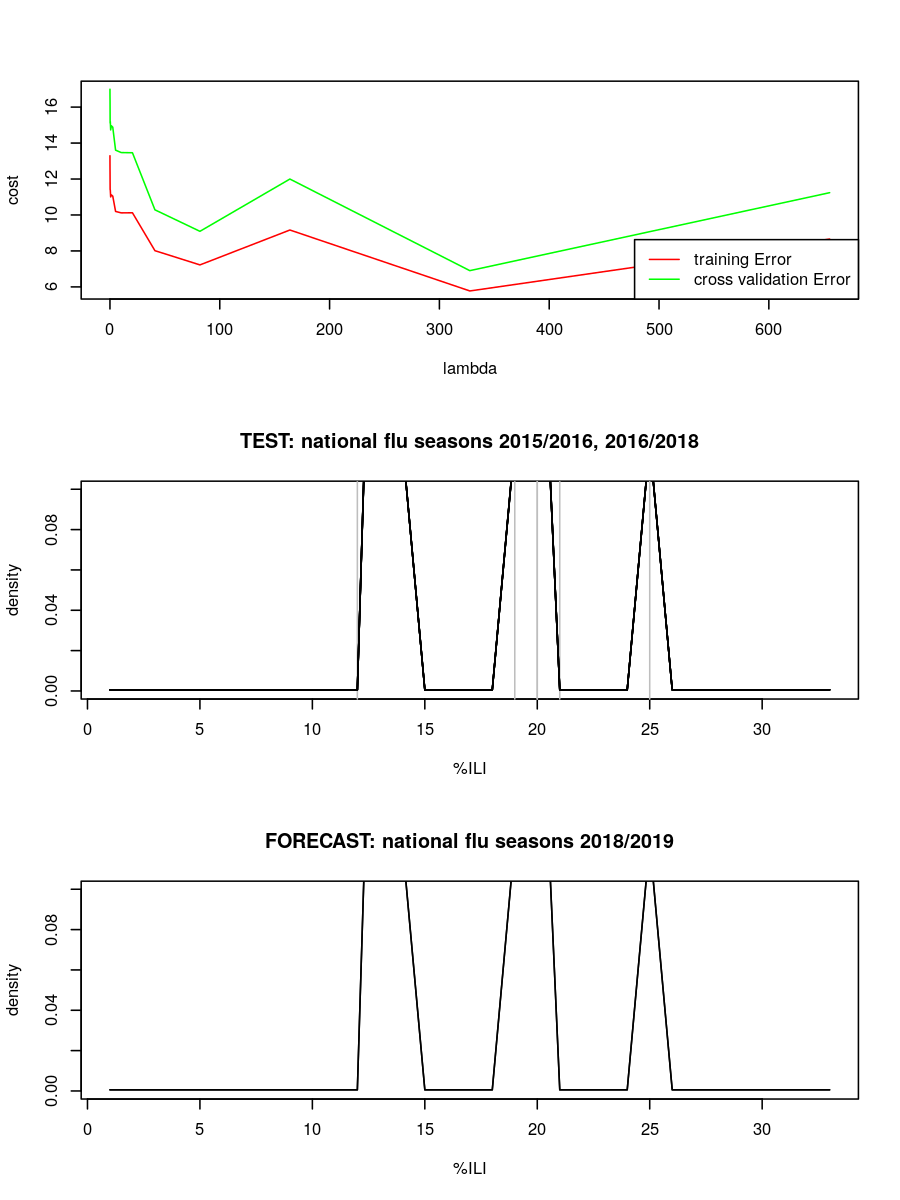 cost
16
14
12
10
8
6
training Error
cross validation Error
0 100 200 300 400 500 600
lambda
TEST: national flu seasons 2015/2016, 2016/2018
density
0.08
0.04
0.00
0 5 10 15 20 25 30
%ILI
FORECAST: national flu seasons 2018/2019
density
0.08
0.04
0.00
0 5 10 15 20 25 30
%ILI